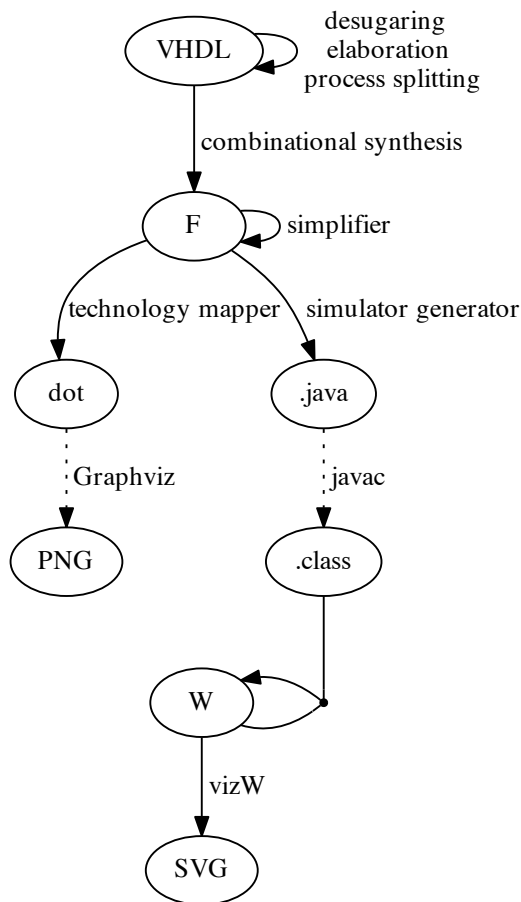 VHDL
desugaring
elaboration
process splitting
combinational synthesis
F
simplifier
technology mapper
simulator generator
dot
.java
Graphviz
javac
PNG
.class
W
vizW
SVG